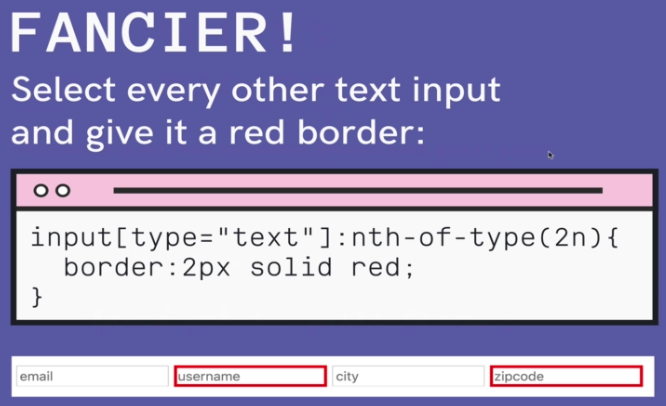 FANCIER!
Select every other text input
and give it a red border:
input[type="text"]:nth-of-type(2n){
border:2px solid red;
}
email username city zipcode